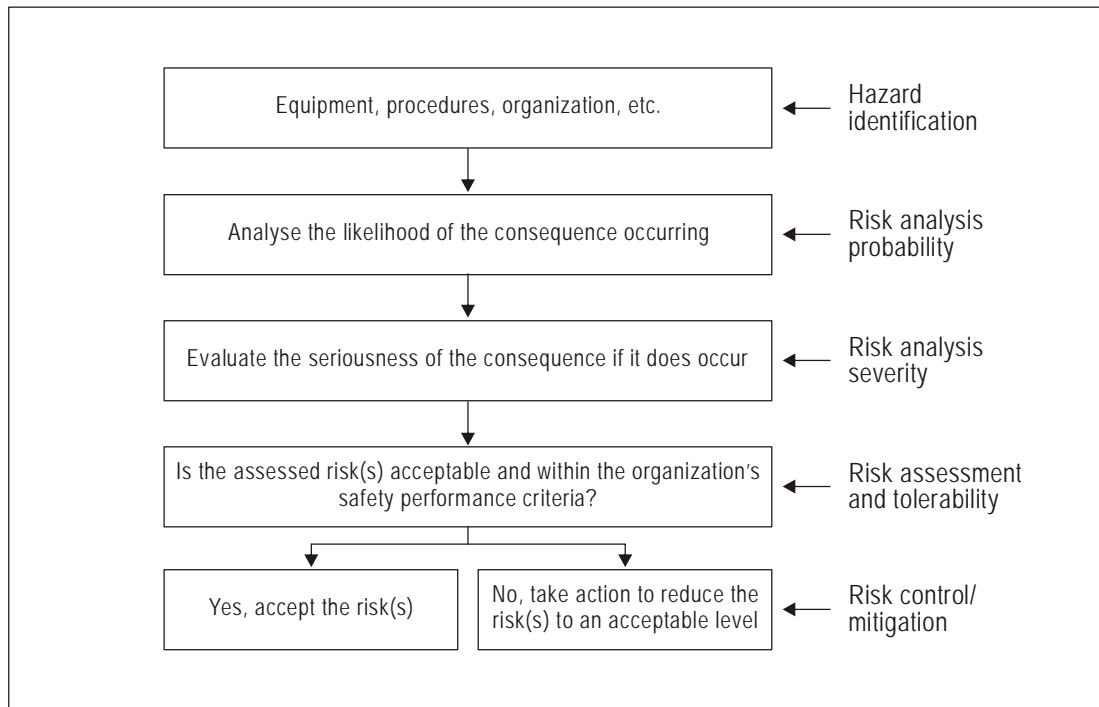 Equipment, procedures, organization, etc.
Hazard
identification
Analyse the likelihood of the consequence occurring
Risk analysis
probability
Evaluate the seriousness of the consequence if it does occur
Risk analysis
severity
Is the assessed risk(s) acceptable and within the organization's
safety performance criteria?
Risk assessment
and tolerability
Yes, accept the risk(s)
No, take action to reduce the
risk(s) to an acceptable level
Risk control/
mitigation